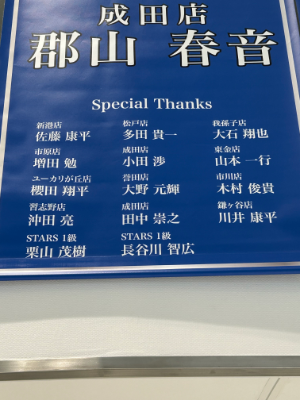 成田店
郡山 春音
Special Thanks
新港店 松戸店 我孫子店
佐藤 康平 多田 貴一 大石 翔也
市原店 成田店 東金店
増田 勉 小田 渉 山本 一行
ユーカリが丘店 誉田店 市川店
櫻田 翔平 大野 元輝 木村 俊貴
習志野店 成田店 鎌ヶ谷店
沖田 亮 田中 崇之 川井 康平
STARS 1級 STARS 1級
栗山 茂樹 長谷川 智広